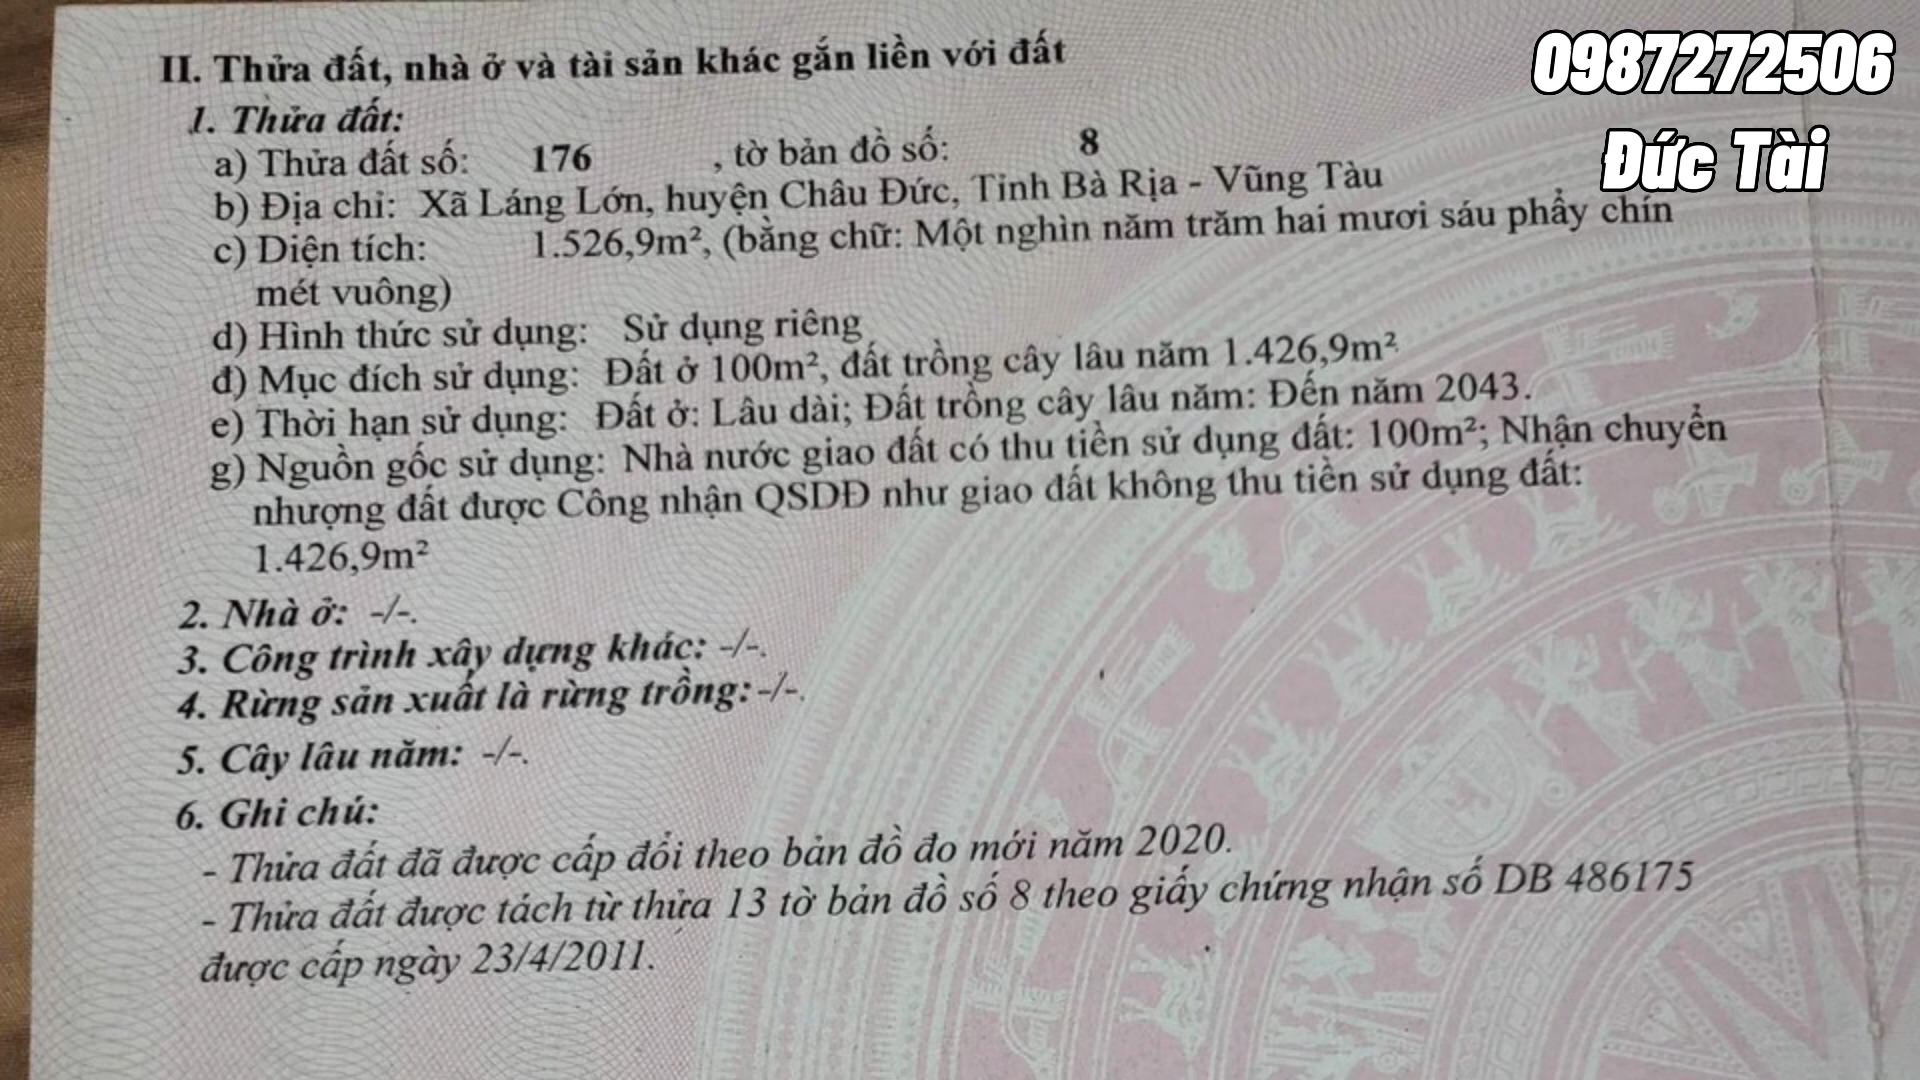 0987272506
Đức Tài
II. Thửa đất, nhà ở và tài sản khác gắn liền với đất
1. Thửa đất:
a) Thửa đất số: 176 , tờ bản đồ số: 8
b) Địa chỉ: Xã Láng Lớn, huyện Châu Đức, Tỉnh Bà Rịa - Vũng Tàu
c) Diện tích: 1.526,9m², (bằng chữ: Một nghìn năm trăm hai mươi sáu phẩy chín
mét vuông)
d) Hình thức sử dụng: Sử dụng riêng
đ) Mục đích sử dụng: Đất ở 100m², đất trồng cây lâu năm 1.426,9m²
e) Thời hạn sử dụng: Đất ở: Lâu dài; Đất trồng cây lâu năm: Đến năm 2043.
g) Nguồn gốc sử dụng: Nhà nước giao đất có thu tiền sử dụng đất: 100m²; Nhận chuyển
nhượng đất được Công nhận QSDĐ như giao đất không thu tiền sử dụng đất:
1.426,9m²
2. Nhà ở: -/-.
3. Công trình xây dựng khác: -/-.
4. Rừng sản xuất là rừng trồng: -/-.
5. Cây lâu năm: -/-.
6. Ghi chú:
- Thửa đất đã được cấp đổi theo bản đồ đo mới năm 2020.
- Thửa đất được tách từ thửa 13 tờ bản đồ số 8 theo giấy chứng nhận số DB 486175
được cấp ngày 23/4/2011.